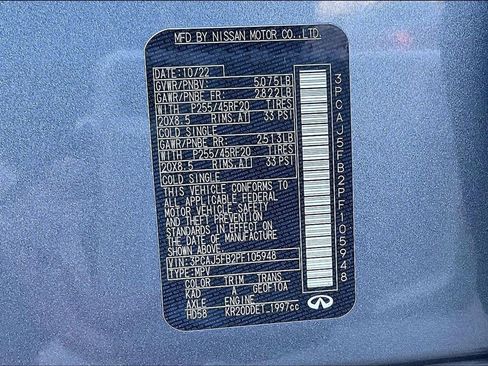 MFD BY NISSAN MOTOR CO., LTD.
DATE: 10/22
GVWR/PNBV 5075LB
GAWR/PNBE FR: 2822LB
WITH P255/45RF20 TIRES
20X8.5 RIMS, AT 33 PSI
COLD SINGLE
GAWR/PNBE RR: 2513LB
WITH P255/45RF20 TIRES
20X8.5 RIMS, AT 33 PSI
COLD SINGLE
THIS VEHICLE CONFORMS TO
ALL APPLICABLE FEDERAL
MOTOR VEHICLE SAFETY
AND THEFT PREVENTION
STANDARDS IN EFFECT ON
THE DATE OF MANUFACTURE
SHOWN ABOVE.
VIN: 3PCAJ5FB2PF105948
TYPE: MPV
COLOR TRIM TRANS
KAD A GE0F10A
AXLE ENGINE
HD58 KR20DDET_1997cc
INFINITI
3PCAJ5FB2PF105948